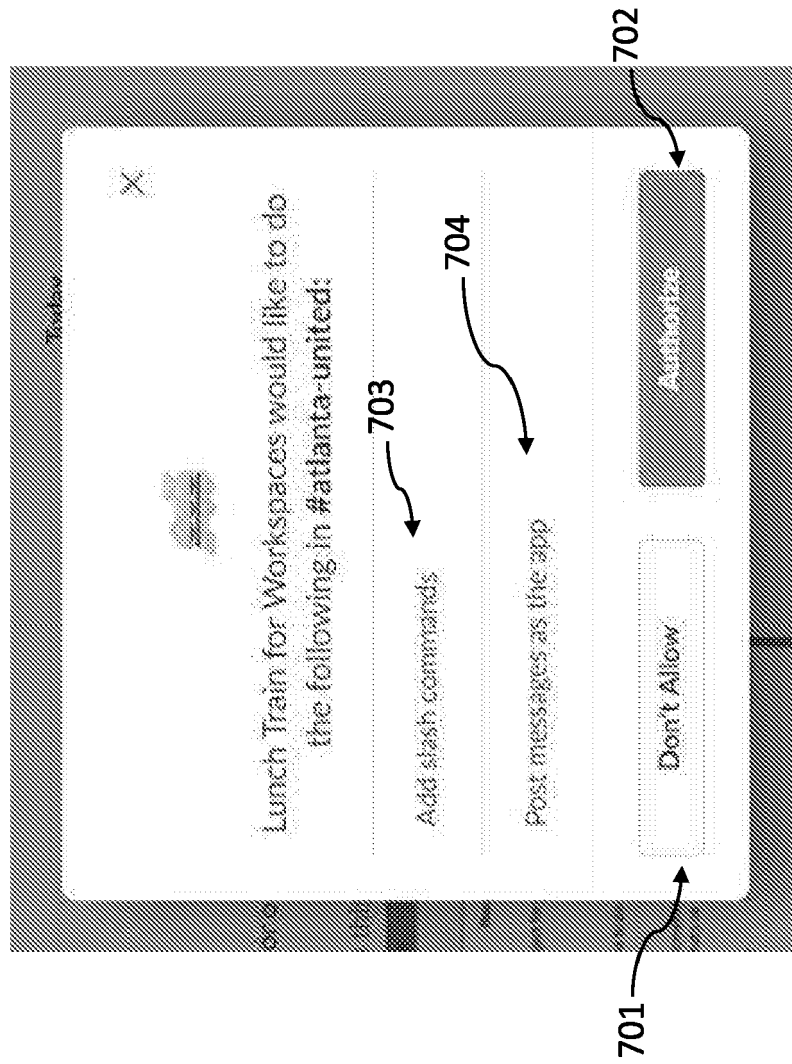 Today
Lunch Train for Workspaces would like to do
the following in #atlanta-united:
703
Add slash commands
704
Post messages as the app
Don't Allow
Authorize
701
702